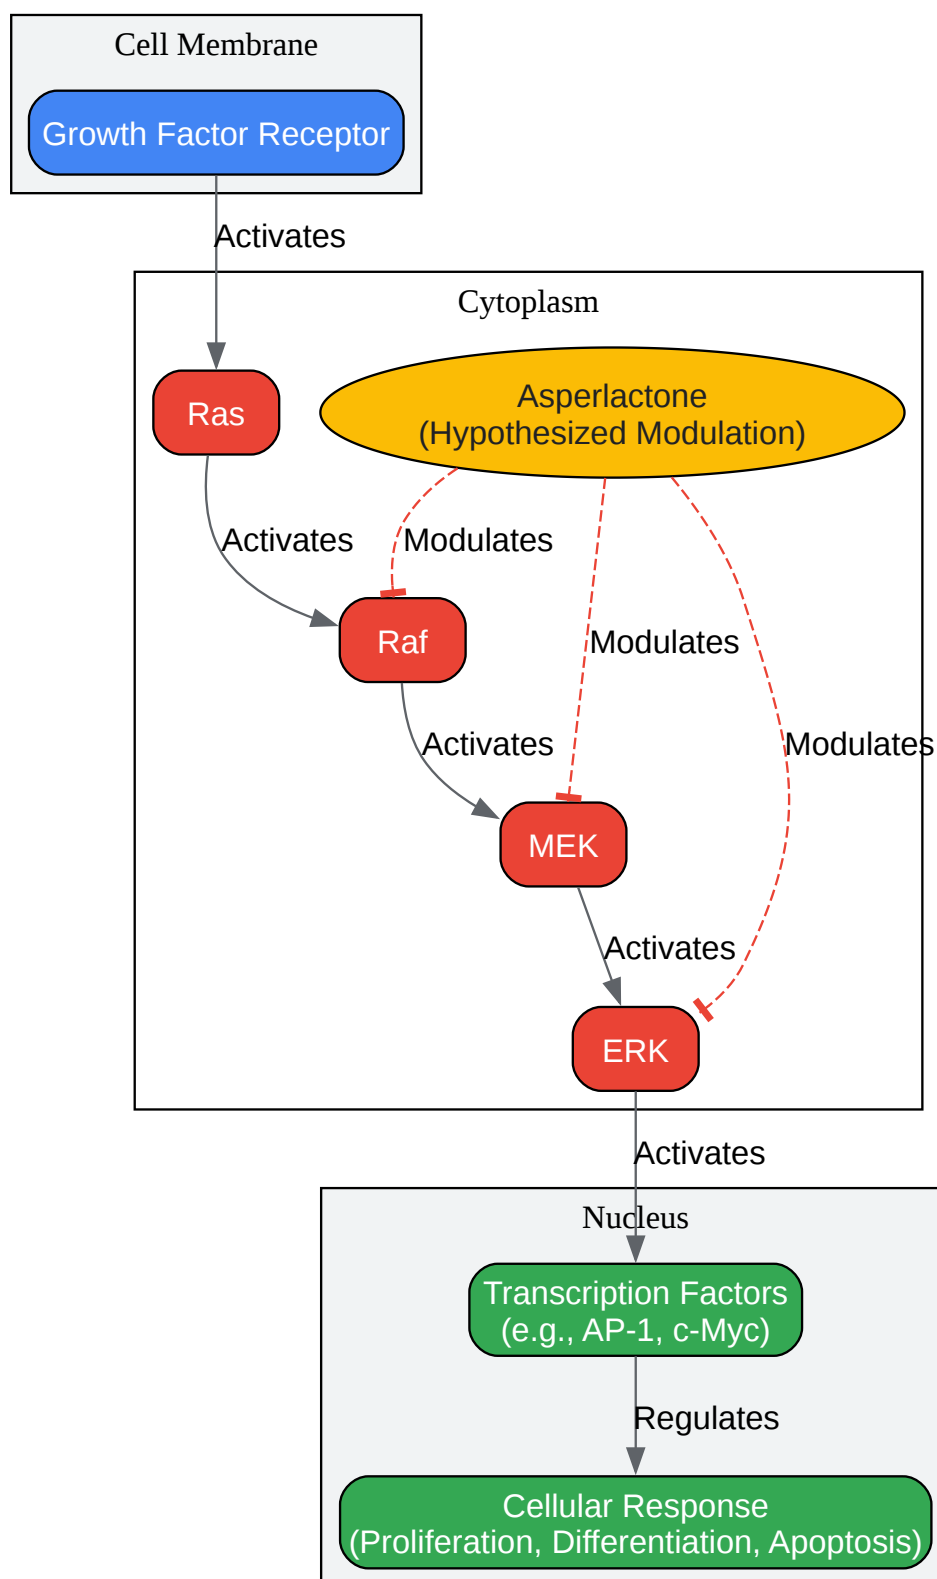 Cell Membrane
Growth Factor Receptor
Activates
Cytoplasm
Asperlactone
(Hypothesized Modulation)
Ras
Activates
Modulates
Raf
Modulates
Activates
Modulates
MEK
Activates
ERK
Activates
Nucleus
Transcription Factors
(e.g., AP-1, c-Myc)
Regulates
Cellular Response
(Proliferation, Differentiation, Apoptosis)